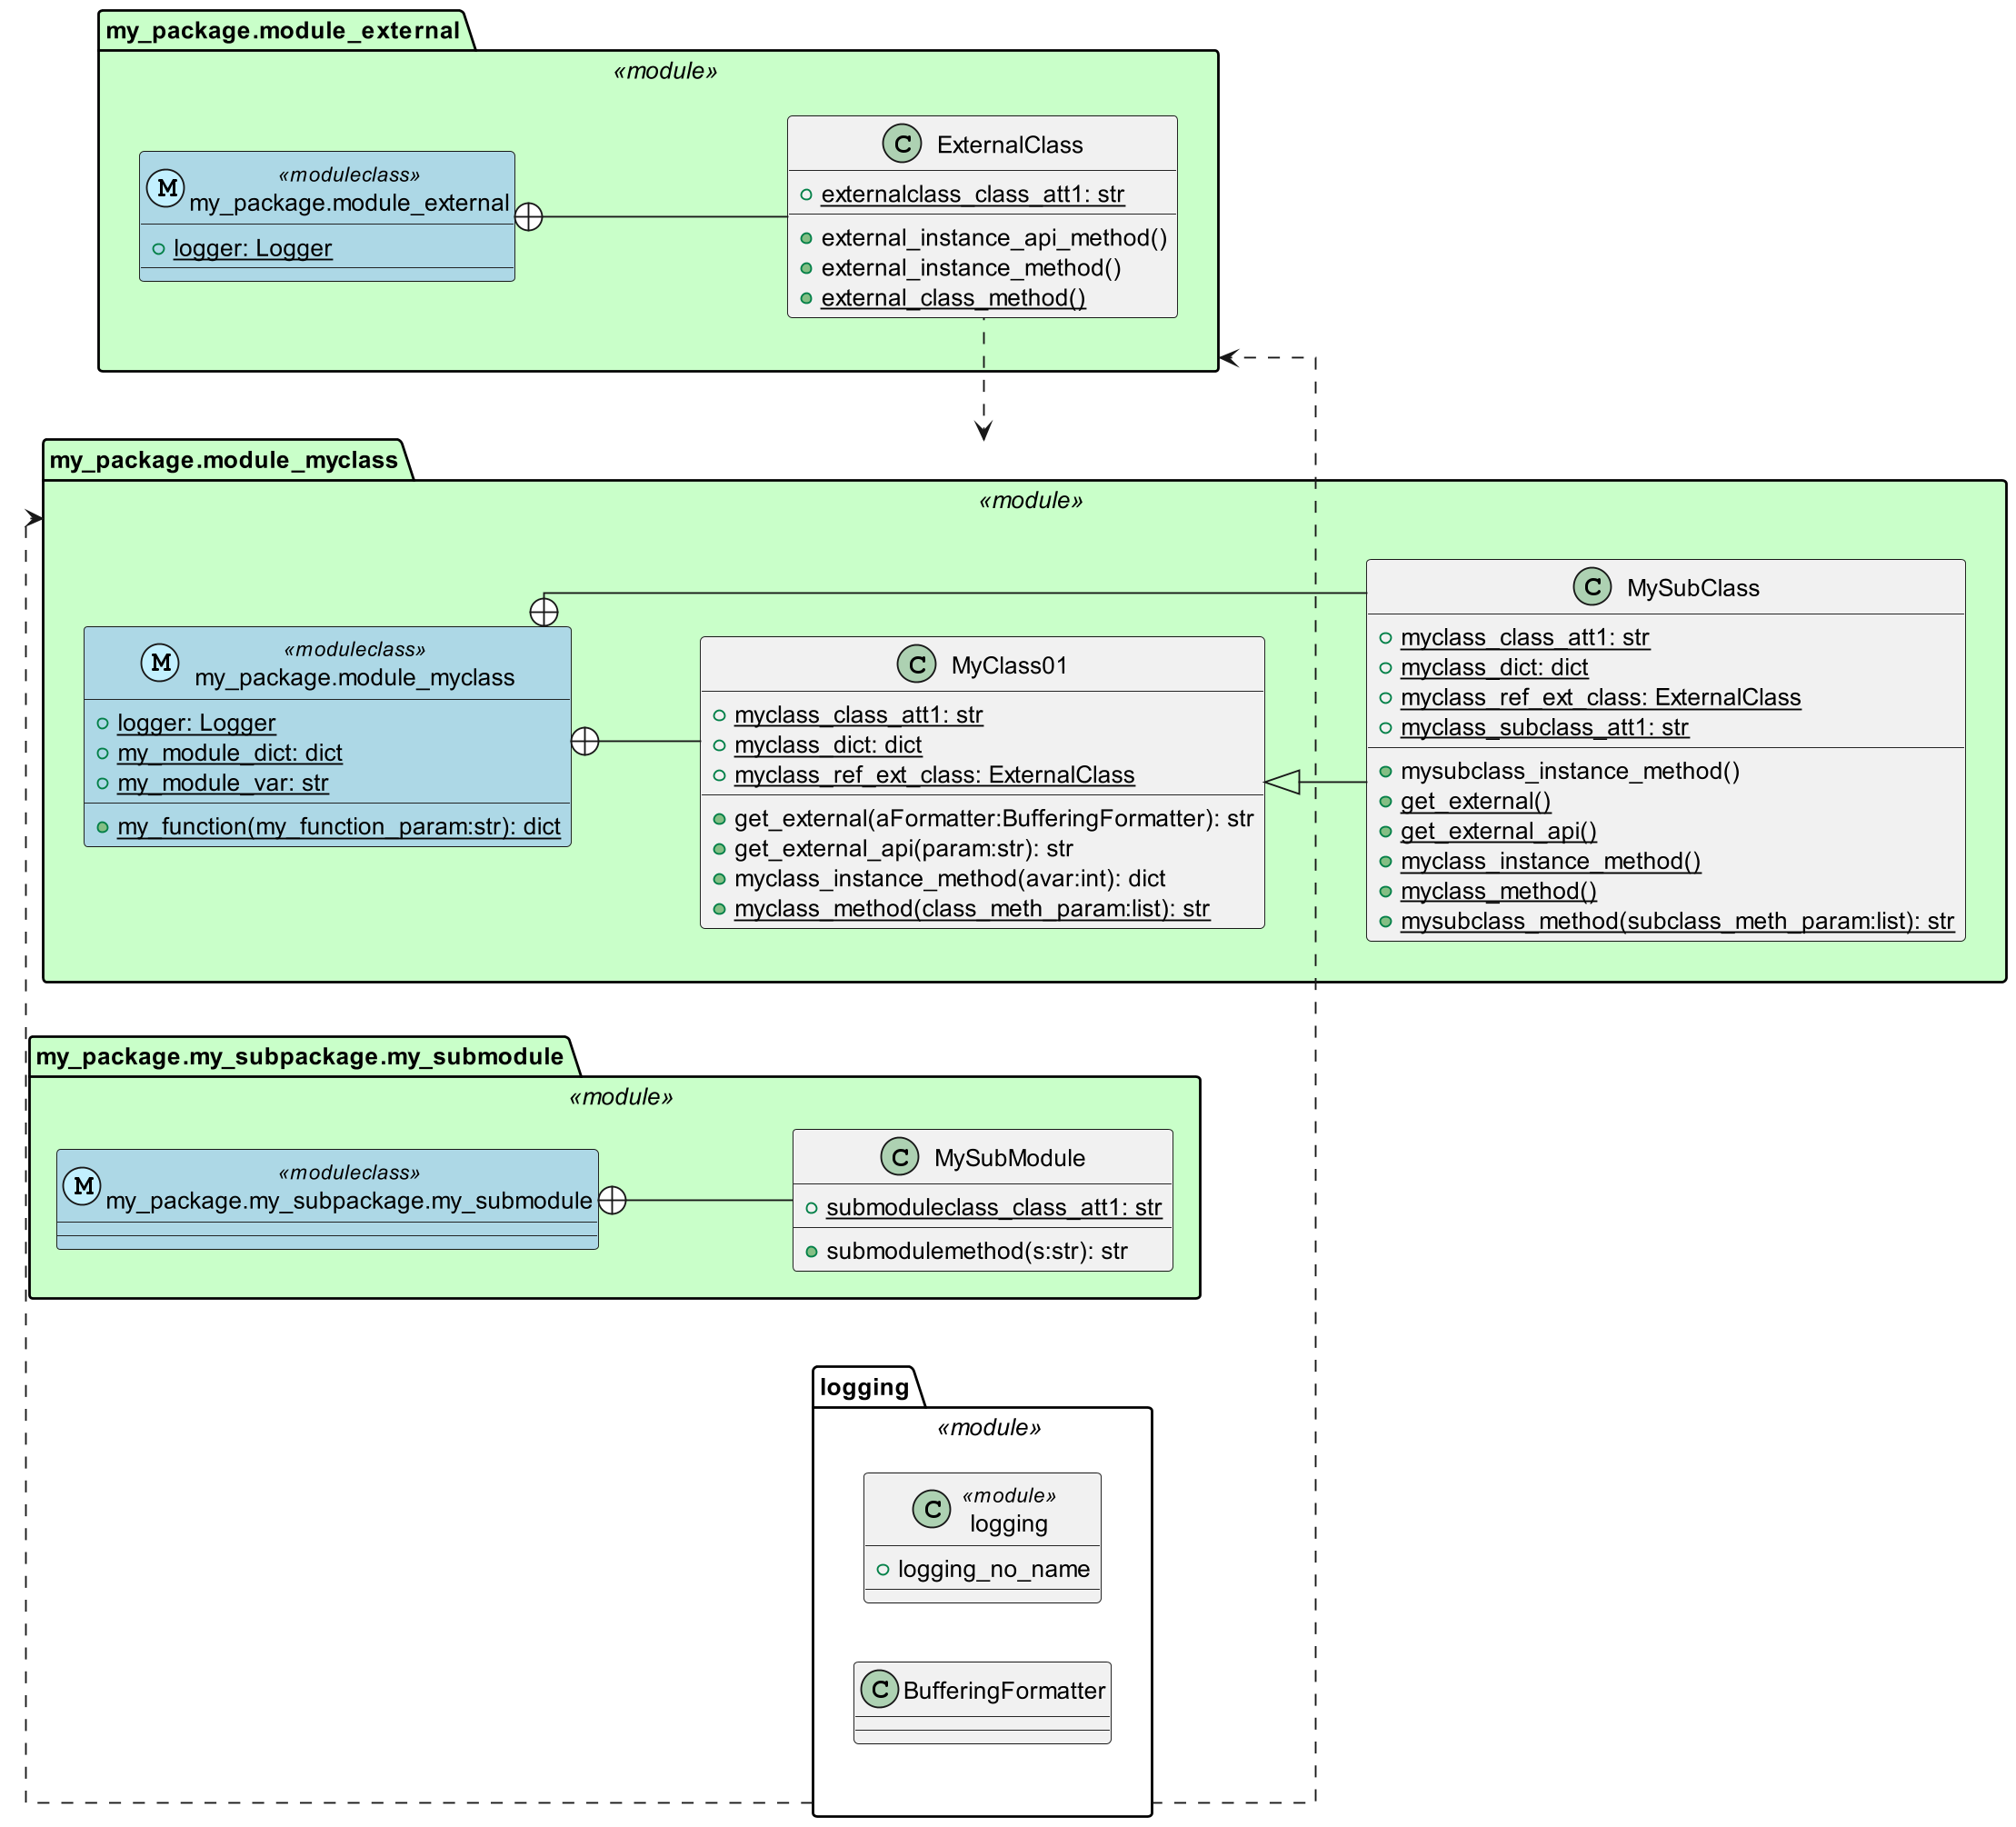 my_package.module_external
«module»
C ExternalClass
externalclass_class_att1: str
external_instance_api_method()
external_instance_method()
external_class_method()
«moduleclass»
M my_package.module_external
logger: Logger
my_package.module_myclass
«module»
C MySubClass
myclass_class_att1: str
myclass_dict: dict
myclass_ref_ext_class: ExternalClass
myclass_subclass_att1: str
mysubclass_instance_method()
get_external()
get_external_api()
myclass_instance_method()
myclass_method()
mysubclass_method(subclass_meth_param:list): str
«moduleclass»
M my_package.module_myclass
logger: Logger
my_module_dict: dict
my_module_var: str
my_function(my_function_param:str): dict
C MyClass01
myclass_class_att1: str
myclass_dict: dict
myclass_ref_ext_class: ExternalClass
get_external(aFormatter:BufferingFormatter): str
get_external_api(param:str): str
myclass_instance_method(avar:int): dict
myclass_method(class_meth_param:list): str
my_package.my_subpackage.my_submodule
«module»
«moduleclass»
M my_package.my_subpackage.my_submodule
C MySubModule
submoduleclass_class_att1: str
submodulemethod(s:str): str
logging
«module»
«module»
C logging
logging_no_name
C BufferingFormatter